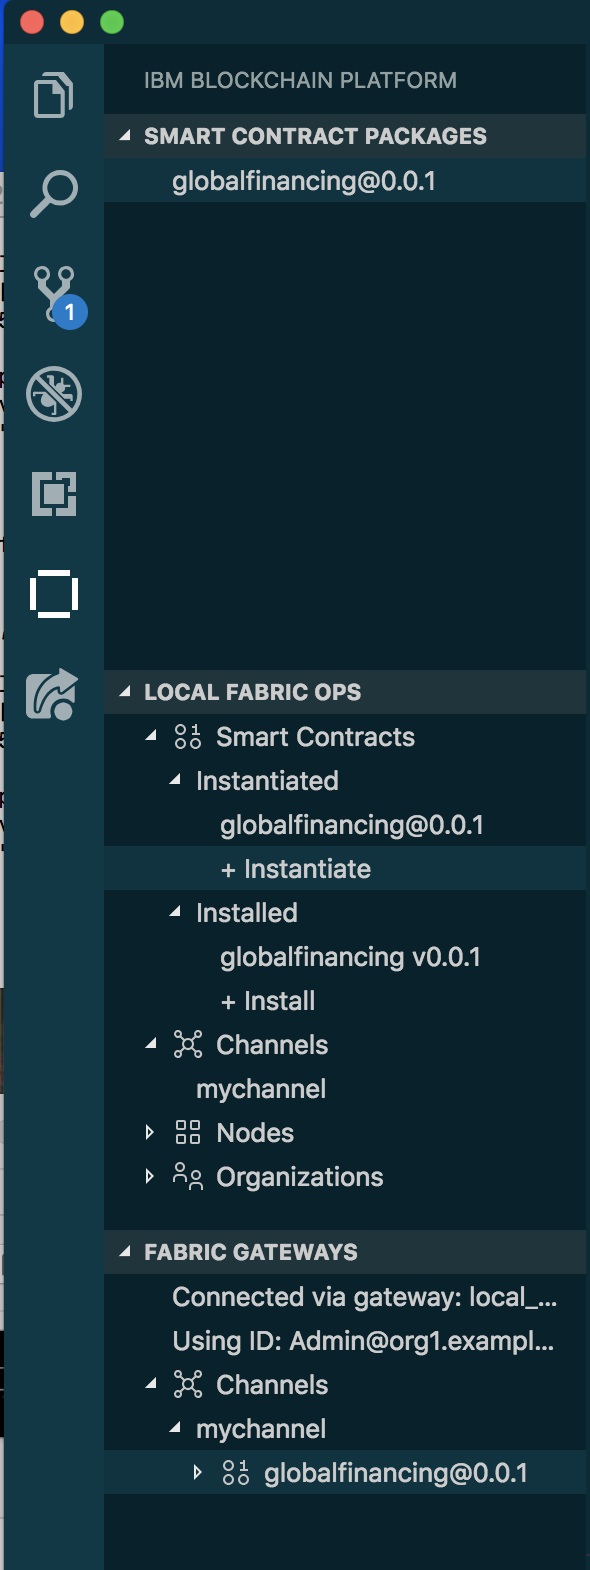 IBM BLOCKCHAIN PLATFORM
SMART CONTRACT PACKAGES
globalfinancing@0.0.1
1
LOCAL FABRIC OPS
Smart Contracts
Instantiated
globalfinancing@0.0.1
+ Instantiate
Installed
globalfinancing v0.0.1
+ Install
Channels
mychannel
Nodes
Organizations
FABRIC GATEWAYS
Connected via gateway: local_...
Using ID: Admin@org1.exampl...
Channels
mychannel
globalfinancing@0.0.1